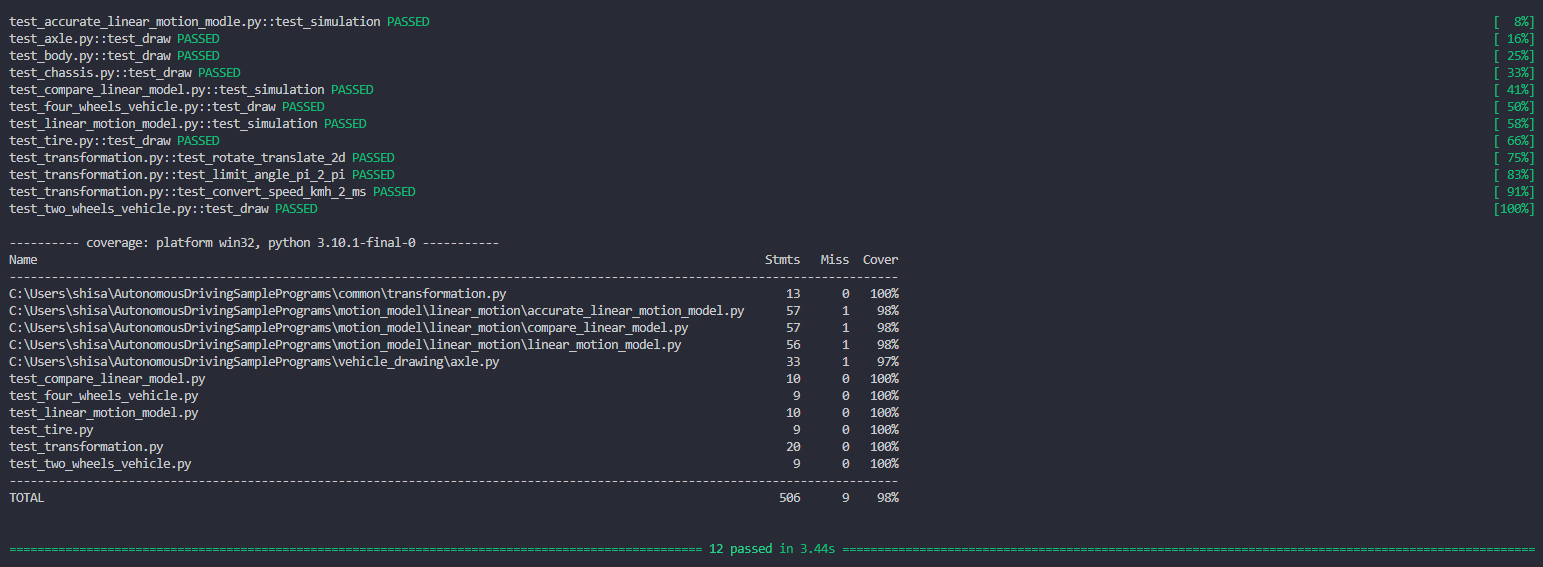 test_accurate_linear_motion_modle.py::test_simulation PASSED [  8%]
test_axle.py::test_draw PASSED [ 16%]
test_body.py::test_draw PASSED [ 25%]
test_chassis.py::test_draw PASSED [ 33%]
test_compare_linear_model.py::test_simulation PASSED [ 41%]
test_four_wheels_vehicle.py::test_draw PASSED [ 50%]
test_linear_motion_model.py::test_simulation PASSED [ 58%]
test_tire.py::test_draw PASSED [ 66%]
test_transformation.py::test_rotate_translate_2d PASSED [ 75%]
test_transformation.py::test_limit_angle_pi_2_pi PASSED [ 83%]
test_transformation.py::test_convert_speed_kmh_2_ms PASSED [ 91%]
test_two_wheels_vehicle.py::test_draw PASSED [100%]
---------- coverage: platform win32, python 3.10.1-final-0 -----------
Name Stmts Miss Cover
C:\Users\shisa\AutonomousDrivingSamplePrograms\common\transformation.py 13 0 100%
C:\Users\shisa\AutonomousDrivingSamplePrograms\motion_model\linear_motion\accurate_linear_motion_model.py 57 1 98%
C:\Users\shisa\AutonomousDrivingSamplePrograms\motion_model\linear_motion\compare_linear_model.py 57 1 98%
C:\Users\shisa\AutonomousDrivingSamplePrograms\motion_model\linear_motion\linear_motion_model.py 56 1 98%
C:\Users\shisa\AutonomousDrivingSamplePrograms\vehicle_drawing\axle.py 33 1 97%
test_compare_linear_model.py 10 0 100%
test_four_wheels_vehicle.py 9 0 100%
test_linear_motion_model.py 10 0 100%
test_tire.py 9 0 100%
test_transformation.py 20 0 100%
test_two_wheels_vehicle.py 9 0 100%
TOTAL 506 9 98%
12 passed in 3.44s